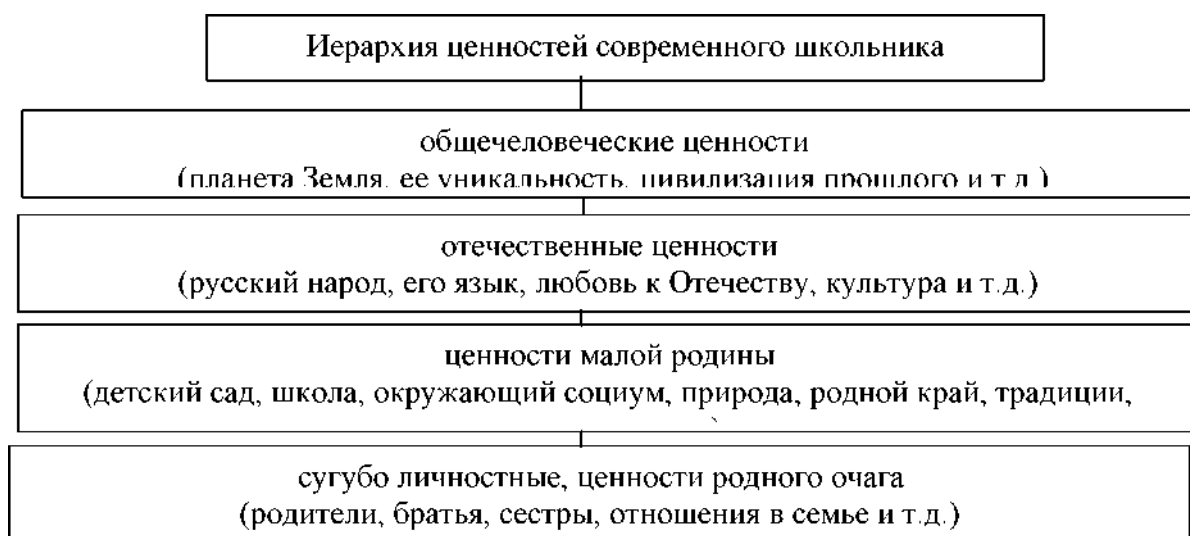 Иерархия ценностей современного школьника
общечеловеческие ценности
(планета Земля, ее уникальность, цивилизация прошлого и т.д.)
отечественные ценности
(русский народ, его язык, любовь к Отечеству, культура и т.д.)
ценности малой родины
(детский сад, школа, окружающий социум, природа, родной край, традиции,
сугубо личностные, ценности родного очага
(родители, братья, сестры, отношения в семье и т.д.)